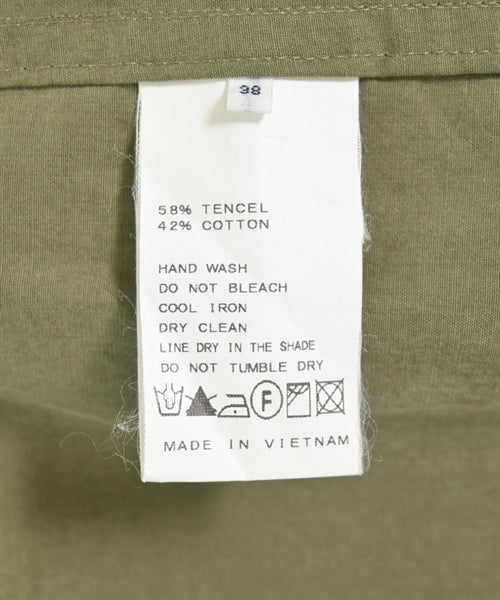 38
58% TENCEL
42% COTTON
HAND WASH
DO NOT BLEACH
COOL IRON
DRY CLEAN
LINE DRY IN THE SHADE
DO NOT TUMBLE DRY
F
MADE IN VIETNAM